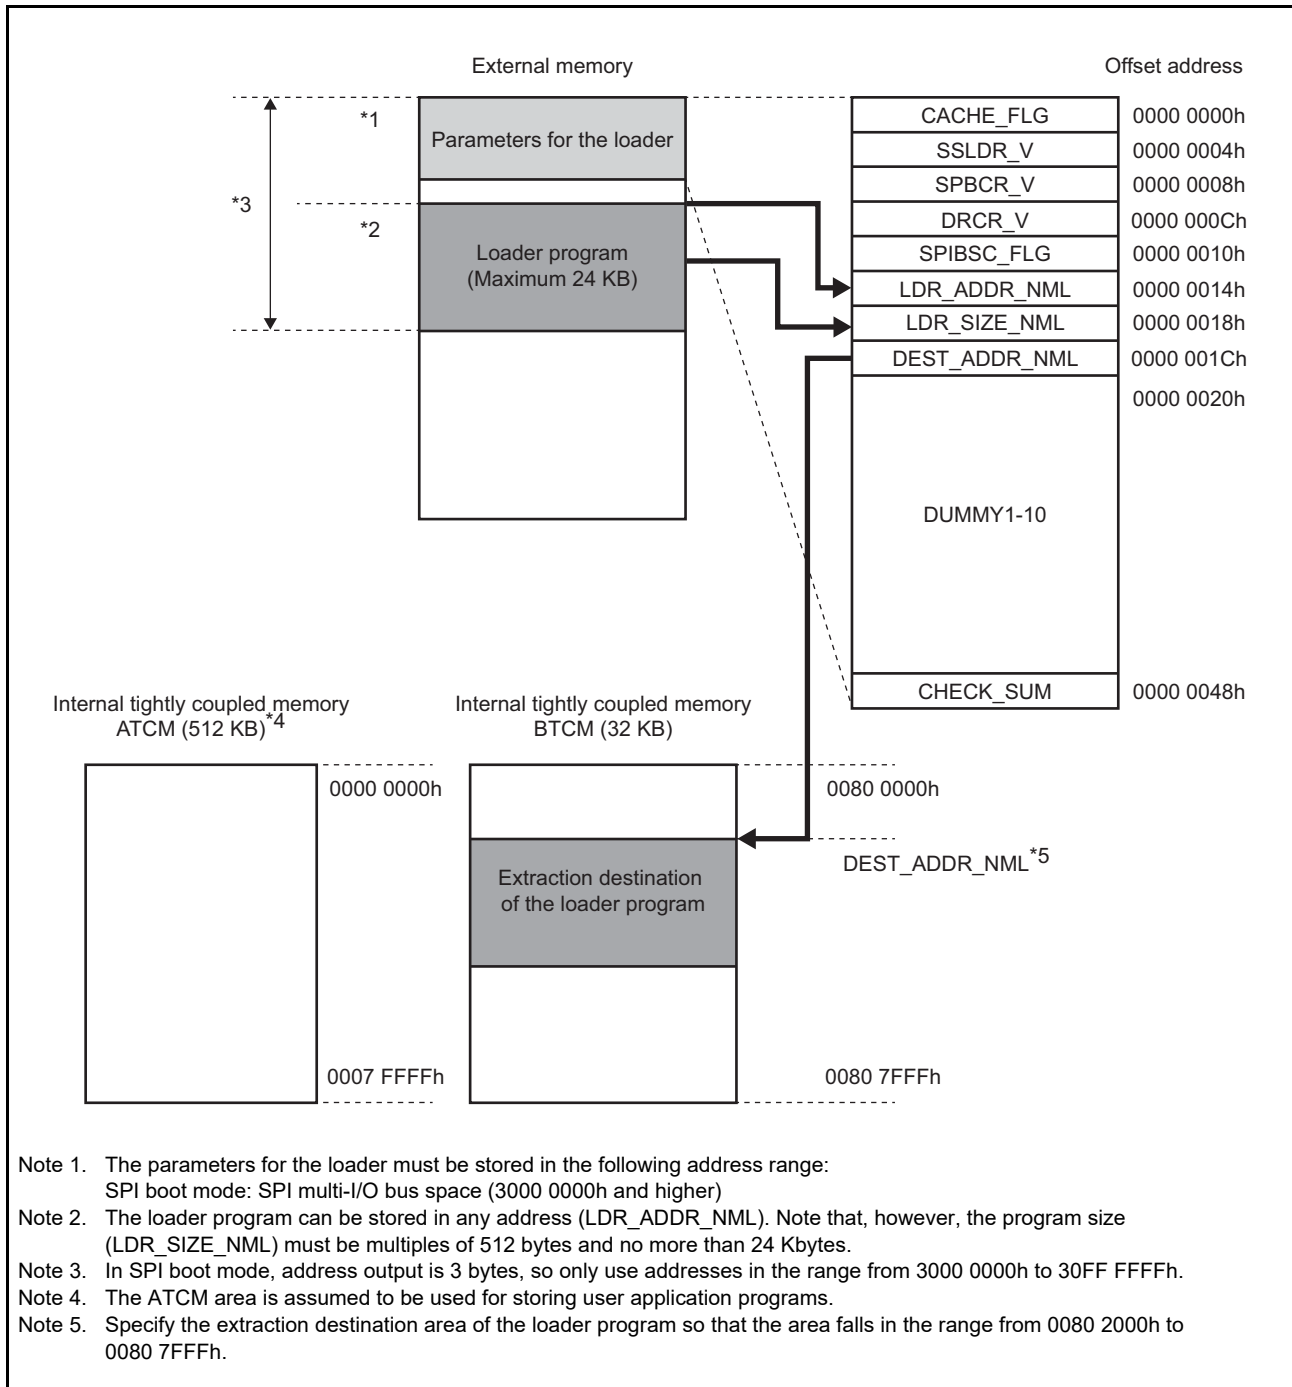 External memory
Offset address
*1
Parameters for the loader
*3
*2
Loader program
(Maximum 24 KB)
CACHE_FLG 0000 0000h
SSLDR_V 0000 0004h
SPBCR_V 0000 0008h
DRCR_V 0000 000Ch
SPIBSC_FLG 0000 0010h
LDR_ADDR_NML 0000 0014h
LDR_SIZE_NML 0000 0018h
DEST_ADDR_NML 0000 001Ch
0000 0020h
DUMMY1-10
CHECK_SUM 0000 0048h
Internal tightly coupled memory
ATCM (512 KB)*4
0000 0000h
0007 FFFFh
Internal tightly coupled memory
BTCM (32 KB)
0080 0000h
DEST_ADDR_NML*5
Extraction destination
of the loader program
0080 7FFFh
Note 1. The parameters for the loader must be stored in the following address range:
SPI boot mode: SPI multi-I/O bus space (3000 0000h and higher)
Note 2. The loader program can be stored in any address (LDR_ADDR_NML). Note that, however, the program size
(LDR_SIZE_NML) must be multiples of 512 bytes and no more than 24 Kbytes.
Note 3. In SPI boot mode, address output is 3 bytes, so only use addresses in the range from 3000 0000h to 30FF FFFFh.
Note 4. The ATCM area is assumed to be used for storing user application programs.
Note 5. Specify the extraction destination area of the loader program so that the area falls in the range from 0080 2000h to
0080 7FFFh.